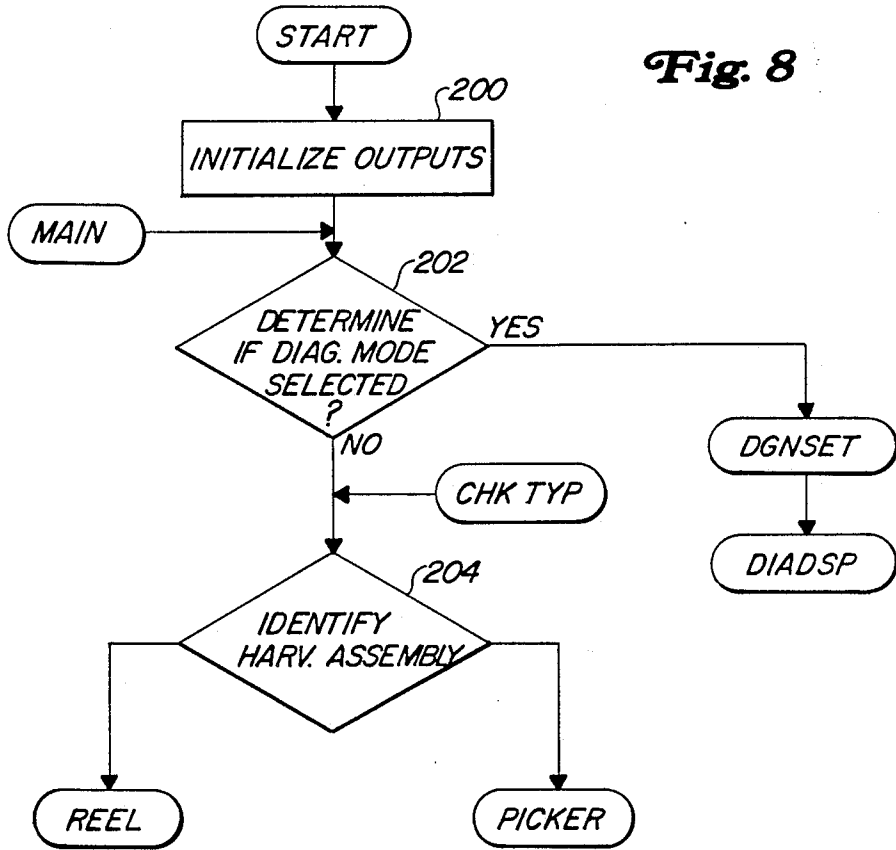 START
Fig. 8
200
INITIALIZE OUTPUTS
MAIN
202
DETERMINE
IF DIAG. MODE
SELECTED
?
YES
NO
DGNSET
CHK TYP
DIADSP
204
IDENTIFY
HARV. ASSEMBLY
REEL
PICKER